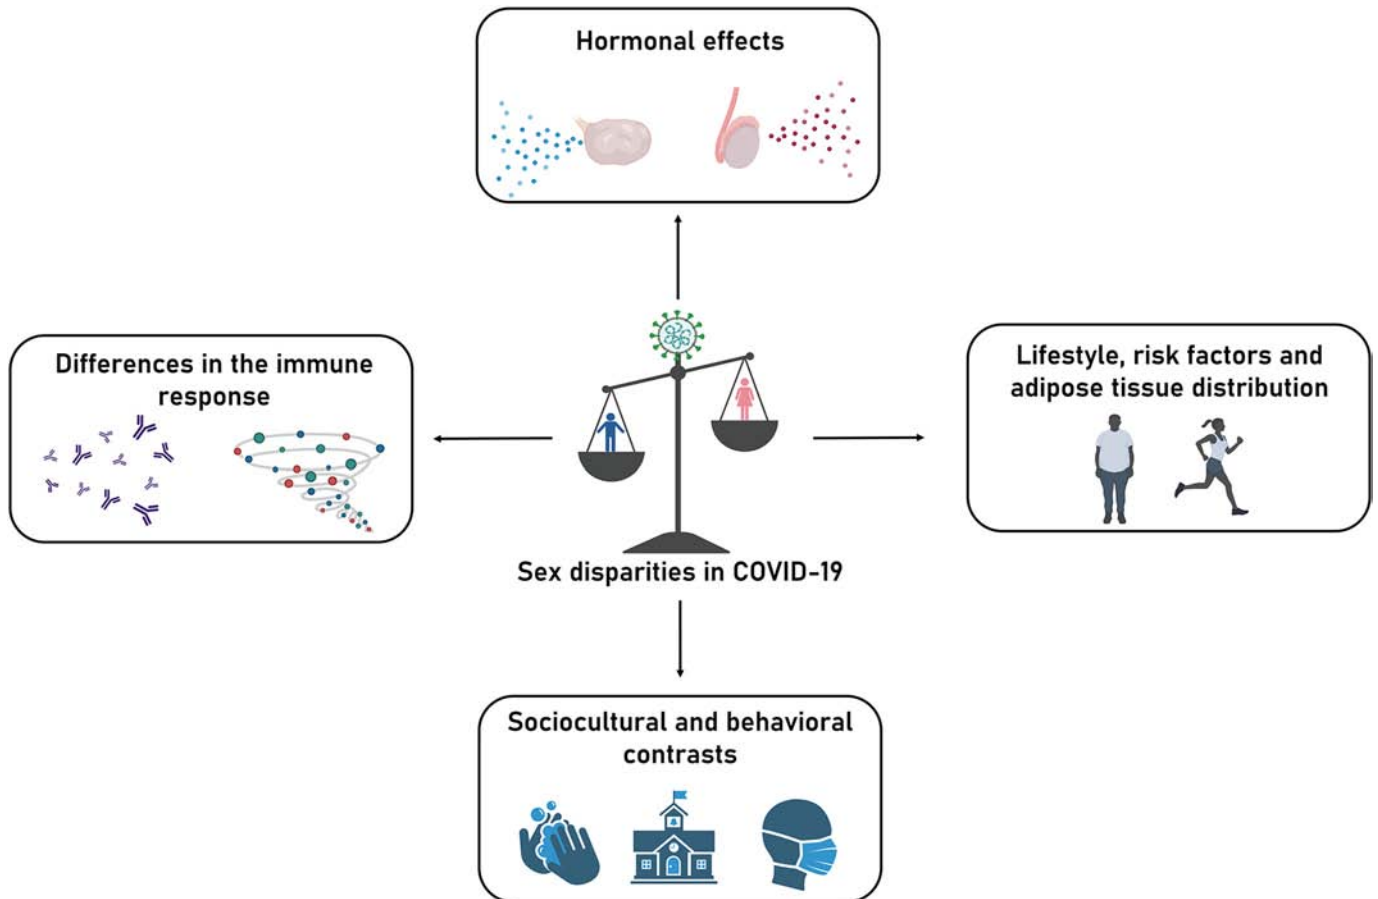 Hormonal effects
Differences in the immune
response
Lifestyle, risk factors and
adipose tissue distribution
Sex disparities in COVID-19
Sociocultural and behavioral
contrasts